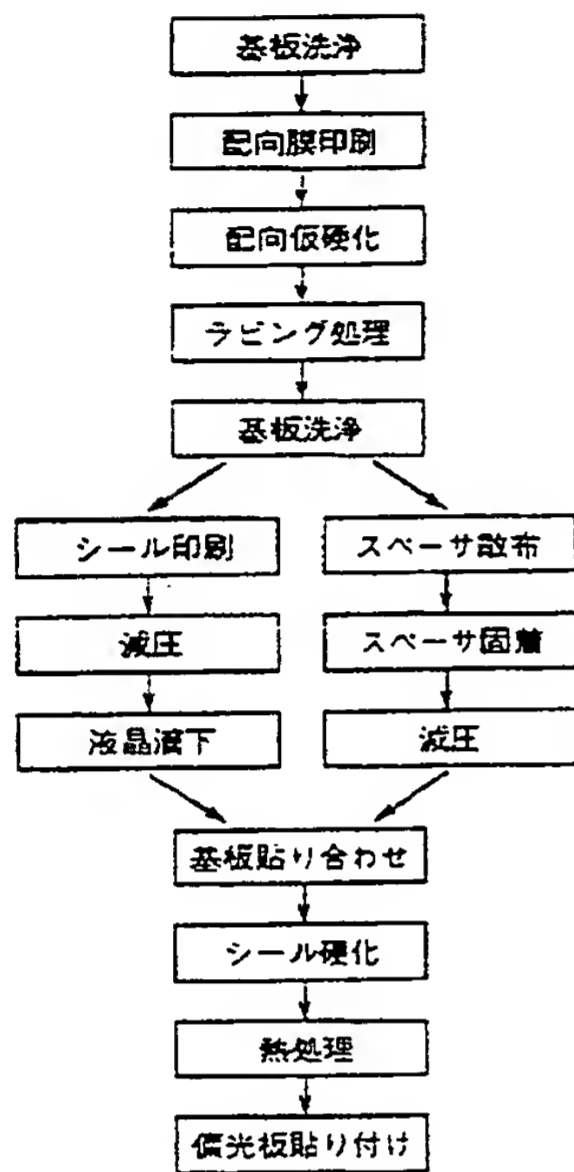 基板洗浄
配向膜印刷
配向仮硬化
ラビング処理
基板洗浄
シール印刷
スペーサ散布
減圧
スペーサ固着
液晶滴下
減圧
基板貼り合わせ
シール硬化
熱処理
偏光板貼り付け